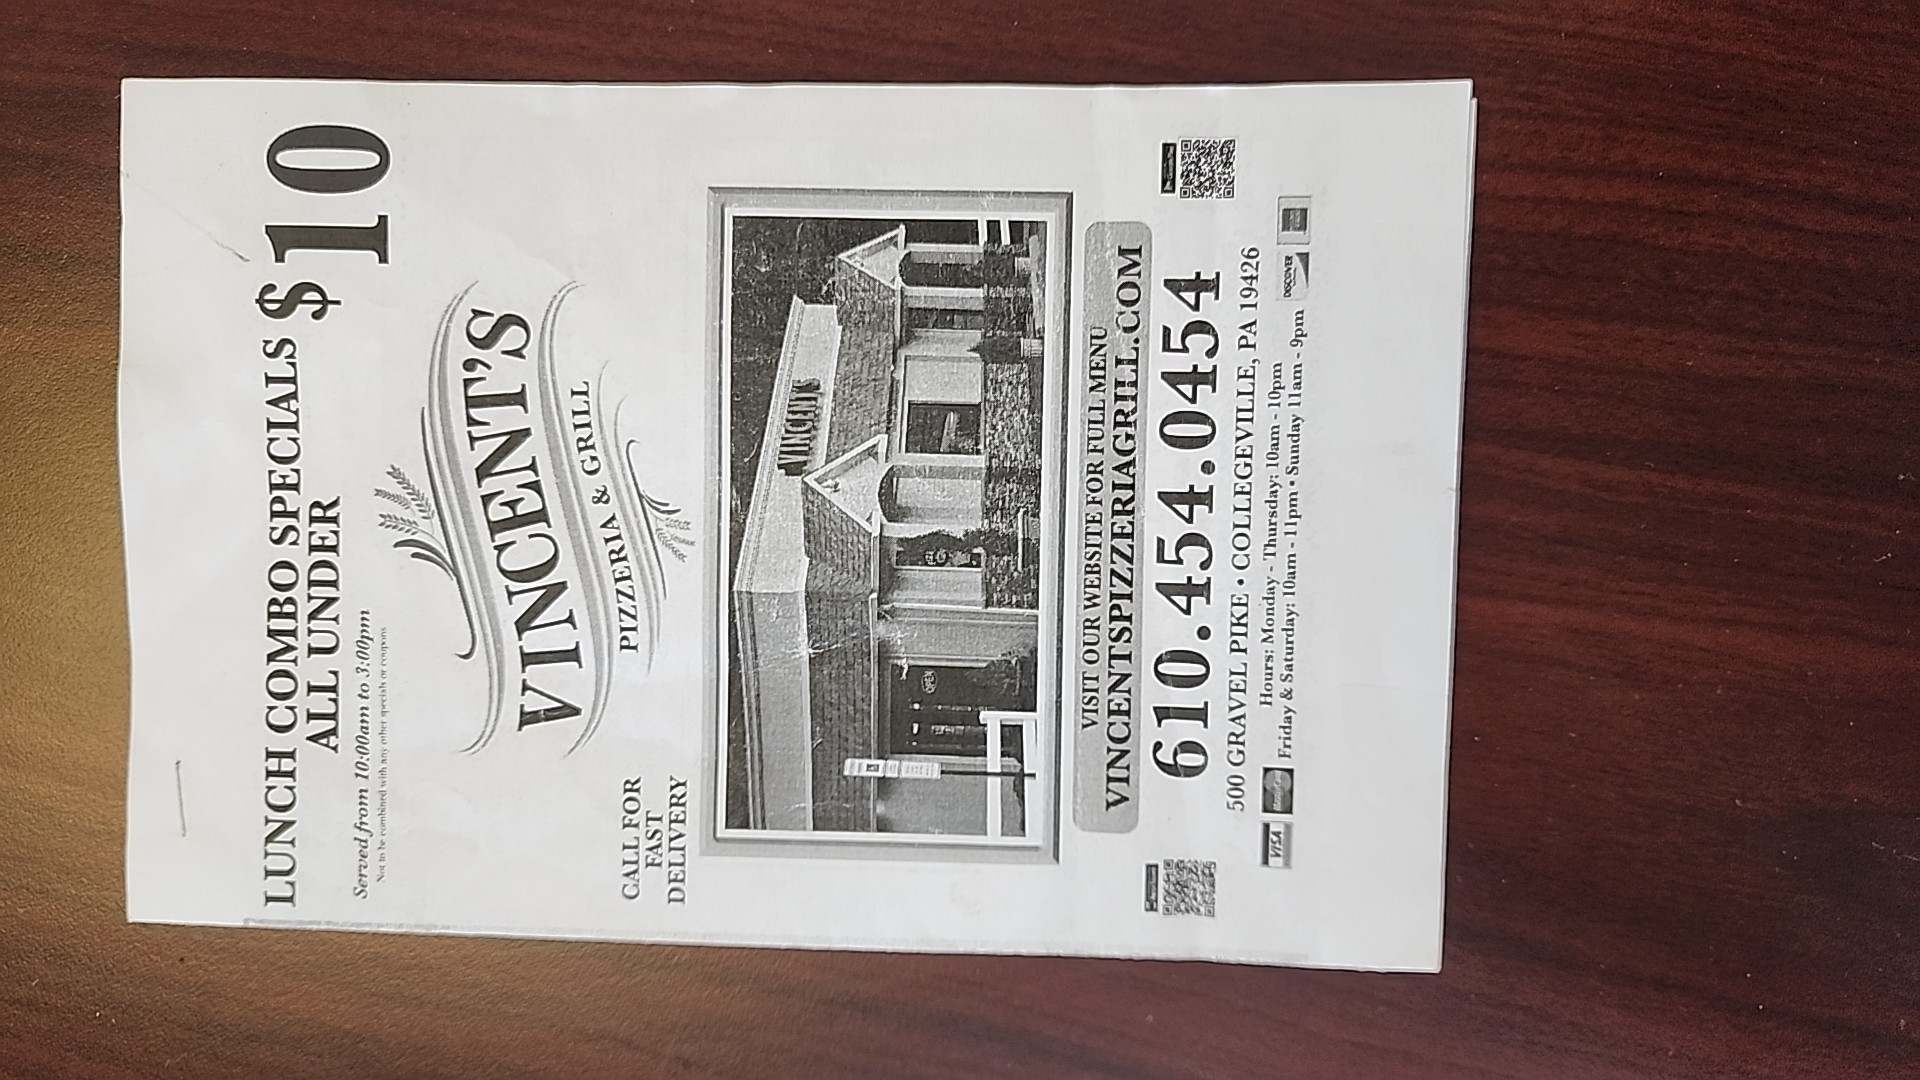 LUNCH COMBO SPECIALS
ALL UNDER
$10
Served from 10:00am to 3:00pm
Not to be combined with any other specials or coupons
VINCENT'S
PIZZERIA & GRILL
CALL FOR
FAST
DELIVERY
VINCENT'S
OPEN
VISIT OUR WEBSITE FOR FULL MENU
VINCENTSPIZZERIAGRILL.COM
610.454.0454
500 GRAVEL PIKE • COLLEGEVILLE, PA 19426
Hours: Monday - Thursday: 10am - 10pm
Friday & Saturday: 10am - 11pm • Sunday 11am - 9pm
VISA
DISCOVER